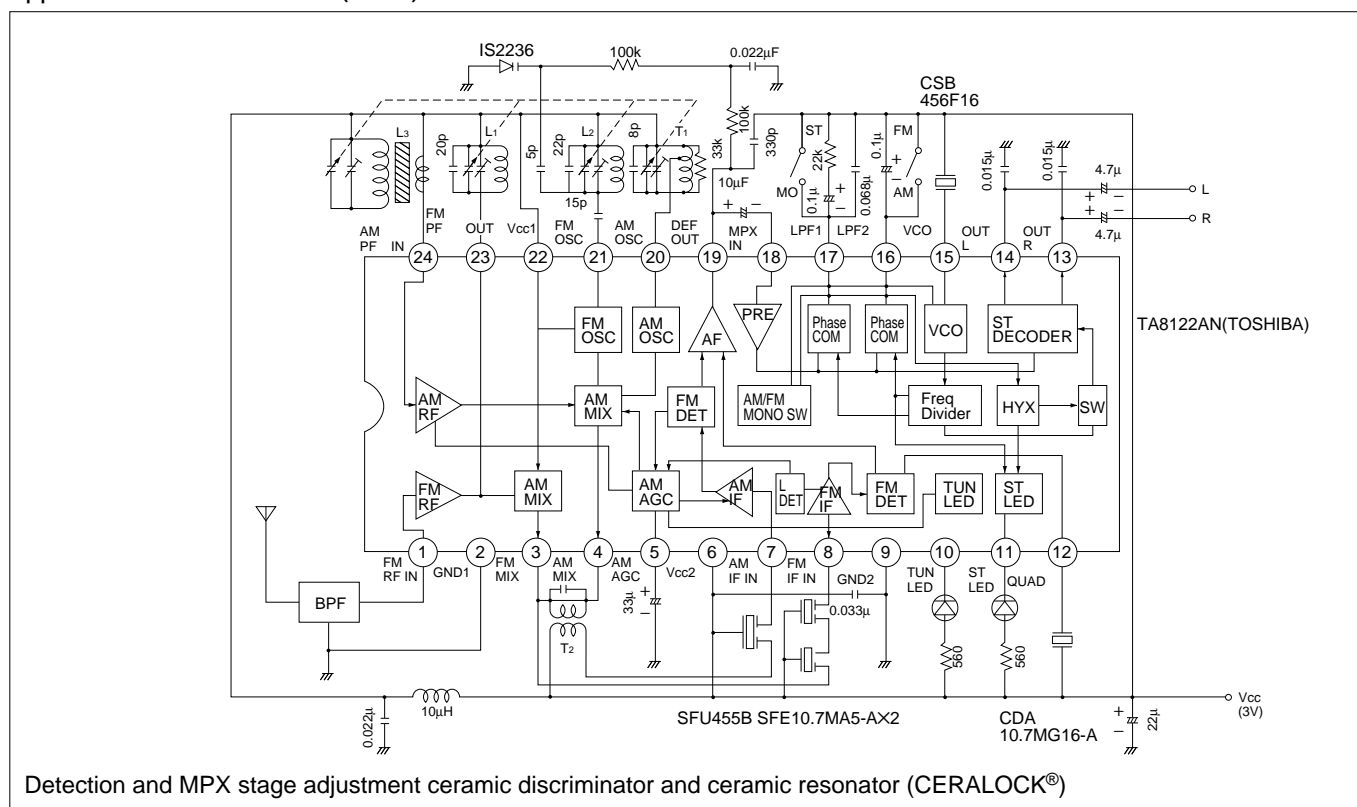 IS2236
100k
0.022μF
CSB
456F16
L3
20p
L1
5p
22p
L2
8p
T1
33k
100k
330p
ST
22k
MO
0.1μ
0.068μ
0.1μ
FM
AM
0.015μ
0.015μ
4.7μ
L
R
4.7μ
15p
10μF
AM PF IN
FM PF
OUT
Vcc1
FM OSC
AM OSC
DEF OUT
MPX IN
LPF1
LPF2
VCO
OUT L
OUT R
24 23 22 21 20 19 18 17 16 15 14 13
TA8122AN(TOSHIBA)
FM OSC
AM OSC
AF
PRE
Phase COM
Phase COM
VCO
ST DECODER
AM RF
AM MIX
FM DET
AM/FM MONO SW
Freq Divider
HYX
SW
FM RF
AM MIX
AM AGC
AM IF
L DET
FM IF
FM DET
TUN LED
ST LED
1 2 3 4 5 6 7 8 9 10 11 12
FM RF IN
GND1
FM MIX
AM MIX
AM AGC
Vcc2
AM IF IN
FM IF IN
GND2
TUN LED
ST LED
QUAD
BPF
T2
33μ
0.033μ
560
560
0.022μ
10μH
SFU455B SFE10.7MA5-AX2
CDA
10.7MG16-A
22μ
Vcc
(3V)
Detection and MPX stage adjustment ceramic discriminator and ceramic resonator (CERALOCK®)